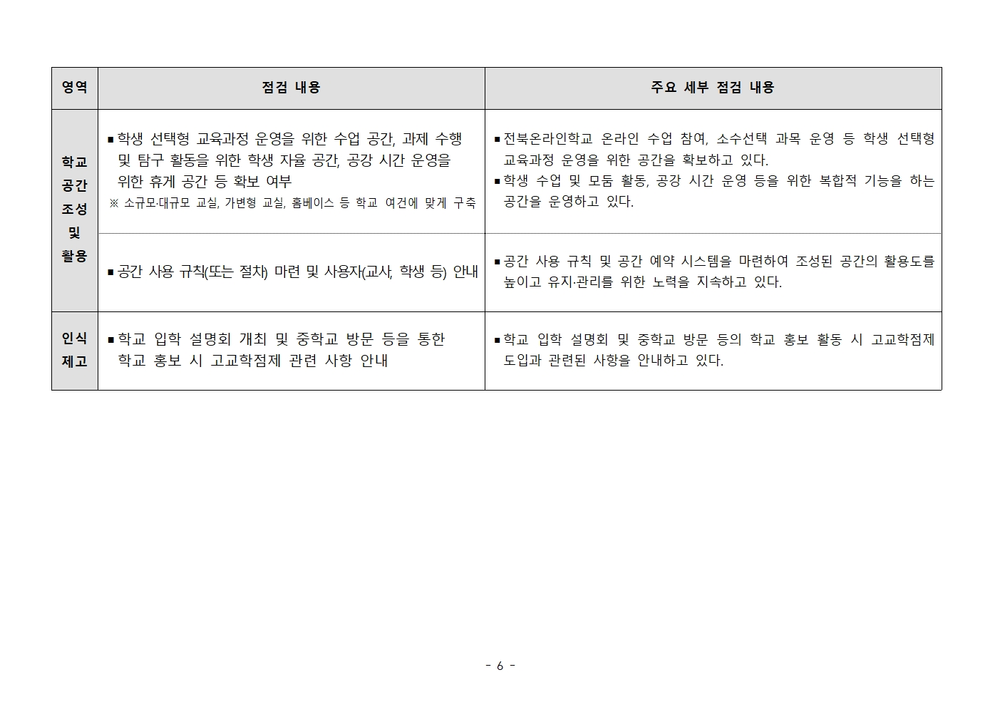 영역
점검 내용
주요 세부 점검 내용
학교
공간
조성
및
활용
■ 학생 선택형 교육과정 운영을 위한 수업 공간, 과제 수행
및 탐구 활동을 위한 학생 자율 공간, 공강 시간 운영을
위한 휴게 공간 등 확보 여부
※ 소규모·대규모 교실, 가변형 교실, 홈베이스 등 학교 여건에 맞게 구축
■ 전북온라인학교 온라인 수업 참여, 소수선택 과목 운영 등 학생 선택형
교육과정 운영을 위한 공간을 확보하고 있다.
■ 학생 수업 및 모둠 활동, 공강 시간 운영 등을 위한 복합적 기능을 하는
공간을 운영하고 있다.
■ 공간 사용 규칙(또는 절차) 마련 및 사용자(교사, 학생 등) 안내
■ 공간 사용 규칙 및 공간 예약 시스템을 마련하여 조성된 공간의 활용도를
높이고 유지·관리를 위한 노력을 지속하고 있다.
인식
제고
■ 학교 입학 설명회 개최 및 중학교 방문 등을 통한
학교 홍보 시 고교학점제 관련 사항 안내
■ 학교 입학 설명회 및 중학교 방문 등의 학교 홍보 활동 시 고교학점제
도입과 관련된 사항을 안내하고 있다.
- 6 -